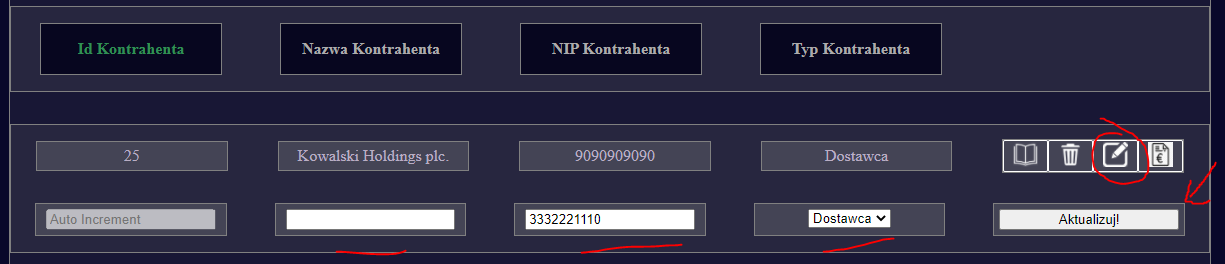 Id Kontrahenta Nazwa Kontrahenta NIP Kontrahenta Typ Kontrahenta
25 Kowalski Holdings plc. 9090909090 Dostawca
Auto Increment 3332221110 Dostawca Aktualizuj!